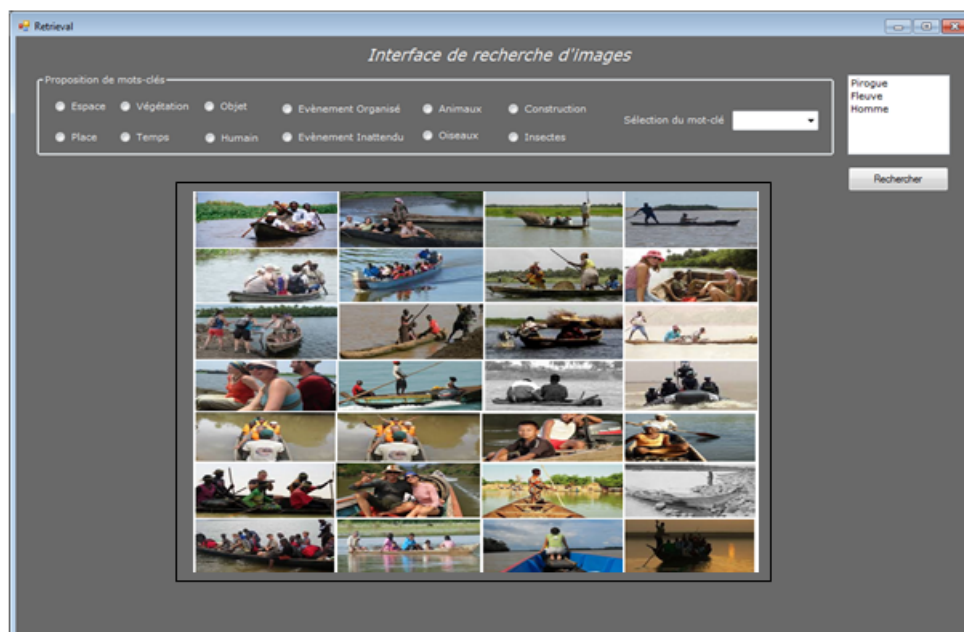 Retrieval
Interface de recherche d'images
Proposition de mots-clés
Espace Végétation Objet Evènement Organisé Animaux Construction
Place Temps Humain Evènement Inattendu Oiseaux Insectes
Sélection du mot-clé
Pirogue
Fleuve
Homme
Rechercher